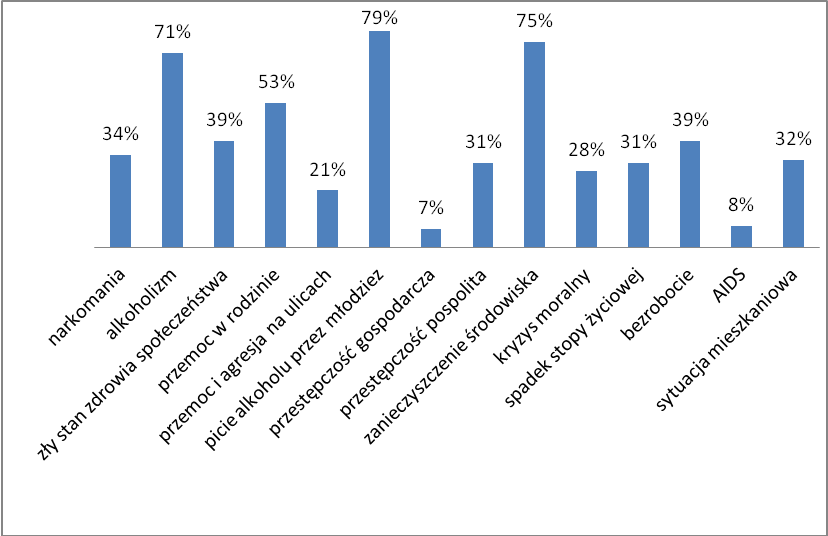 34%
71%
39%
53%
21%
79%
7%
31%
75%
28%
31%
39%
8%
32%
narkomania
alkoholizm
zły stan zdrowia społeczeństwa
przemoc w rodzinie
przemoc i agresja na ulicach
picie alkoholu przez młodziez
przestępczość gospodarcza
przestępczość pospolita
zanieczyszczenie środowiska
kryzys moralny
spadek stopy życiowej
bezrobocie
AIDS
sytuacja mieszkaniowa